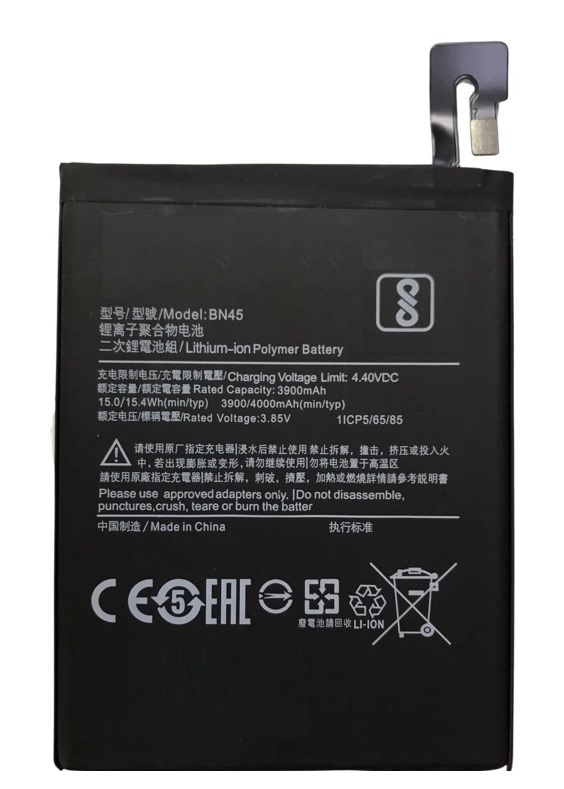 型号/型號/Model:BN45
锂离子聚合物电池
二次鋰電池組/Lithium-ion Polymer Battery
充电限制电压/充電限制電壓/Charging Voltage Limit: 4.40VDC
额定容量/額定電容量 Rated Capacity: 3900mAh
15.0/15.4Wh(min/typ) 3900/4000mAh(min/typ)
额定电压/標稱電壓/Rated Voltage:3.85V 1ICP5/65/85
请使用原厂指定充电器|浸水后禁止使用 禁止拆解，撞击，挤压或投入火
中，若出现膨胀或变形，请勿继续使用|勿将电池置于高温区
請使用原廠指定充電器|禁止拆解，刺破，擠壓，加熱或燃燒詳情請參考説明書
Please use approved adapters only. |Do not disassemble,
punctures,crush, teare or burn the batter
中国制造/Made in China 执行标准
CE 5 EAC
廢電池請回收 LI-ION